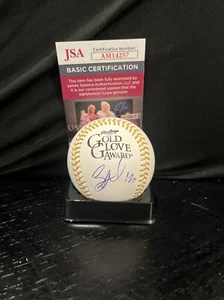 JSA
Certification Number
AM14257
BASIC CERTIFICATION
This item has been fully examined by
James Spence Authentication, LLC and
it is our considered opinion that the
signature(s) is/are genuine
Rawlings
GOLD
GLOVE
AWARD